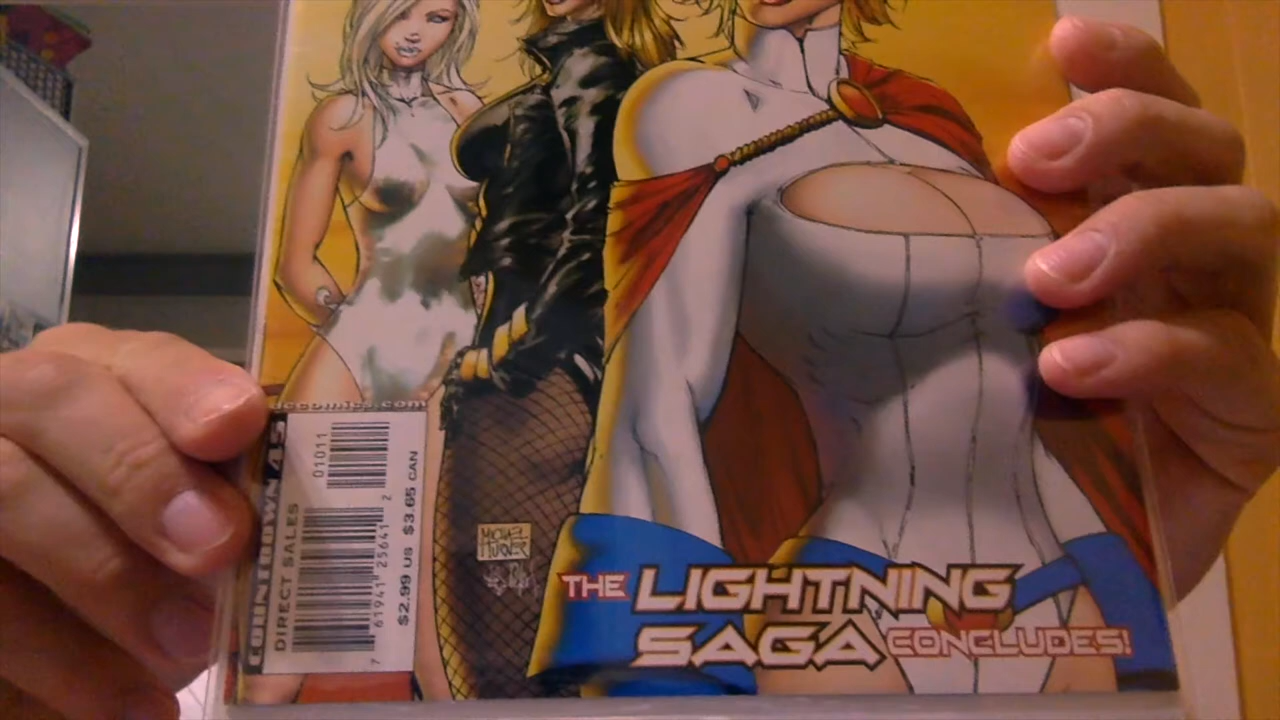 dccomics.com
COUNTDOWN 45
DIRECT SALES
01011
7 61941 25641 2
$2.99 US $3.65 CAN
MICHAEL
TURNER
THE LIGHTNING
SAGA CONCLUDES!